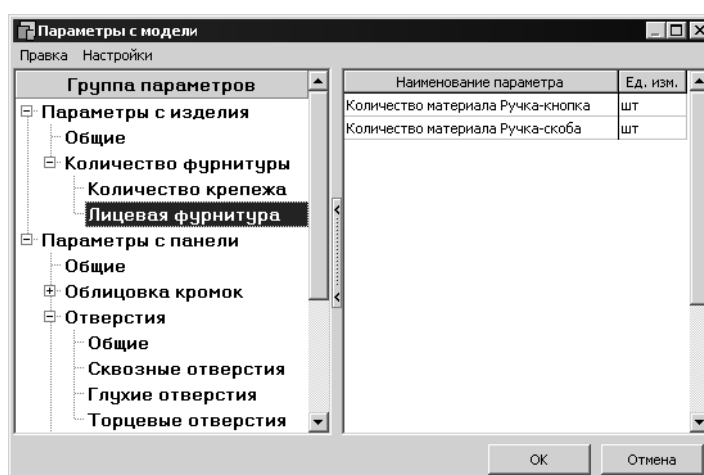 Параметры с модели
Правка Настройки
Группа параметров
Параметры с изделия
Общие
Количество фурнитуры
Количество крепежа
Лицевая фурнитура
Параметры с панели
Общие
Облицовка кромок
Отверстия
Общие
Сквозные отверстия
Глухие отверстия
Торцевые отверстия
Наименование параметра Ед. изм.
Количество материала Ручка-кнопка шт
Количество материала Ручка-скоба шт
OK Отмена